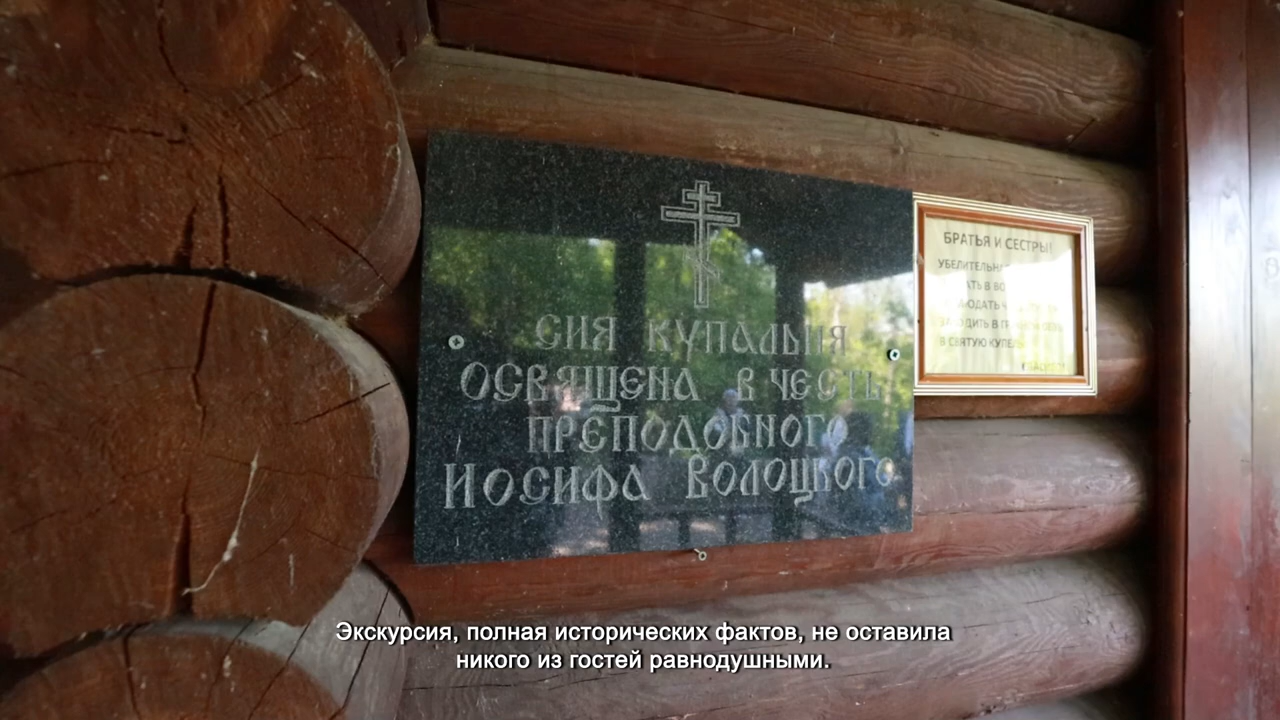 СИЯ КУПАЛЬНЯ
ОСВЯЩЕНА В ЧЕСТЬ
ПРЕПОДОБНОГО
ИОСИФА ВОЛОЦКОГО
БРАТЬЯ И СЕСТРЫ!
В СВЯТУЮ
Экскурсия, полная исторических фактов, не оставила
никого из гостей равнодушными.